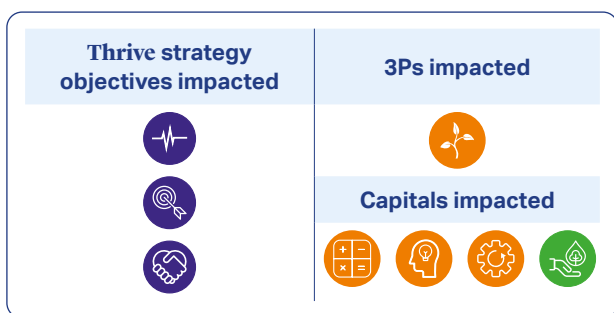 Thrive strategy
objectives impacted
3Ps impacted
Capitals impacted